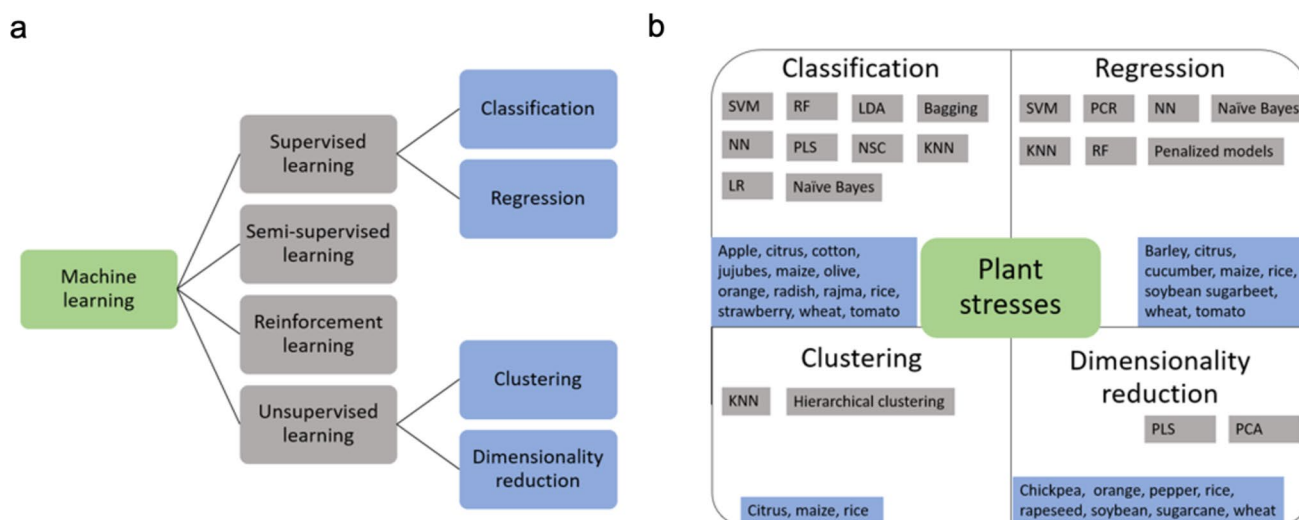 a
Machine
learning
Supervised
learning
Semi-supervised
learning
Reinforcement
learning
Unsupervised
learning
Classification
Regression
Clustering
Dimensionality
reduction
b
Classification
SVM RF LDA Bagging
NN PLS NSC KNN
LR Naïve Bayes
Apple, citrus, cotton,
jujubes, maize, olive,
orange, radish, rajma, rice,
strawberry, wheat, tomato
Regression
SVM PCR NN Naïve Bayes
KNN RF Penalized models
Barley, citrus,
cucumber, maize, rice,
soybean sugarbeet,
wheat, tomato
Plant
stresses
Clustering
KNN Hierarchical clustering
Citrus, maize, rice
Dimensionality
reduction
PLS PCA
Chickpea, orange, pepper, rice,
rapeseed, soybean, sugarcane, wheat